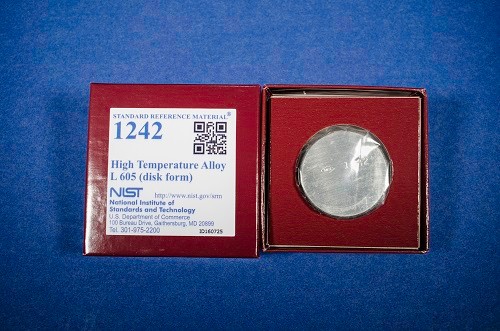 STANDARD REFERENCE MATERIAL®
1242
High Temperature Alloy
L 605 (disk form)
NIST http://www.nist.gov/srm
National Institute of
Standards and Technology
U.S. Department of Commerce
100 Bureau Drive, Gaithersburg, MD 20899
Tel. 301-975-2200 ID160725